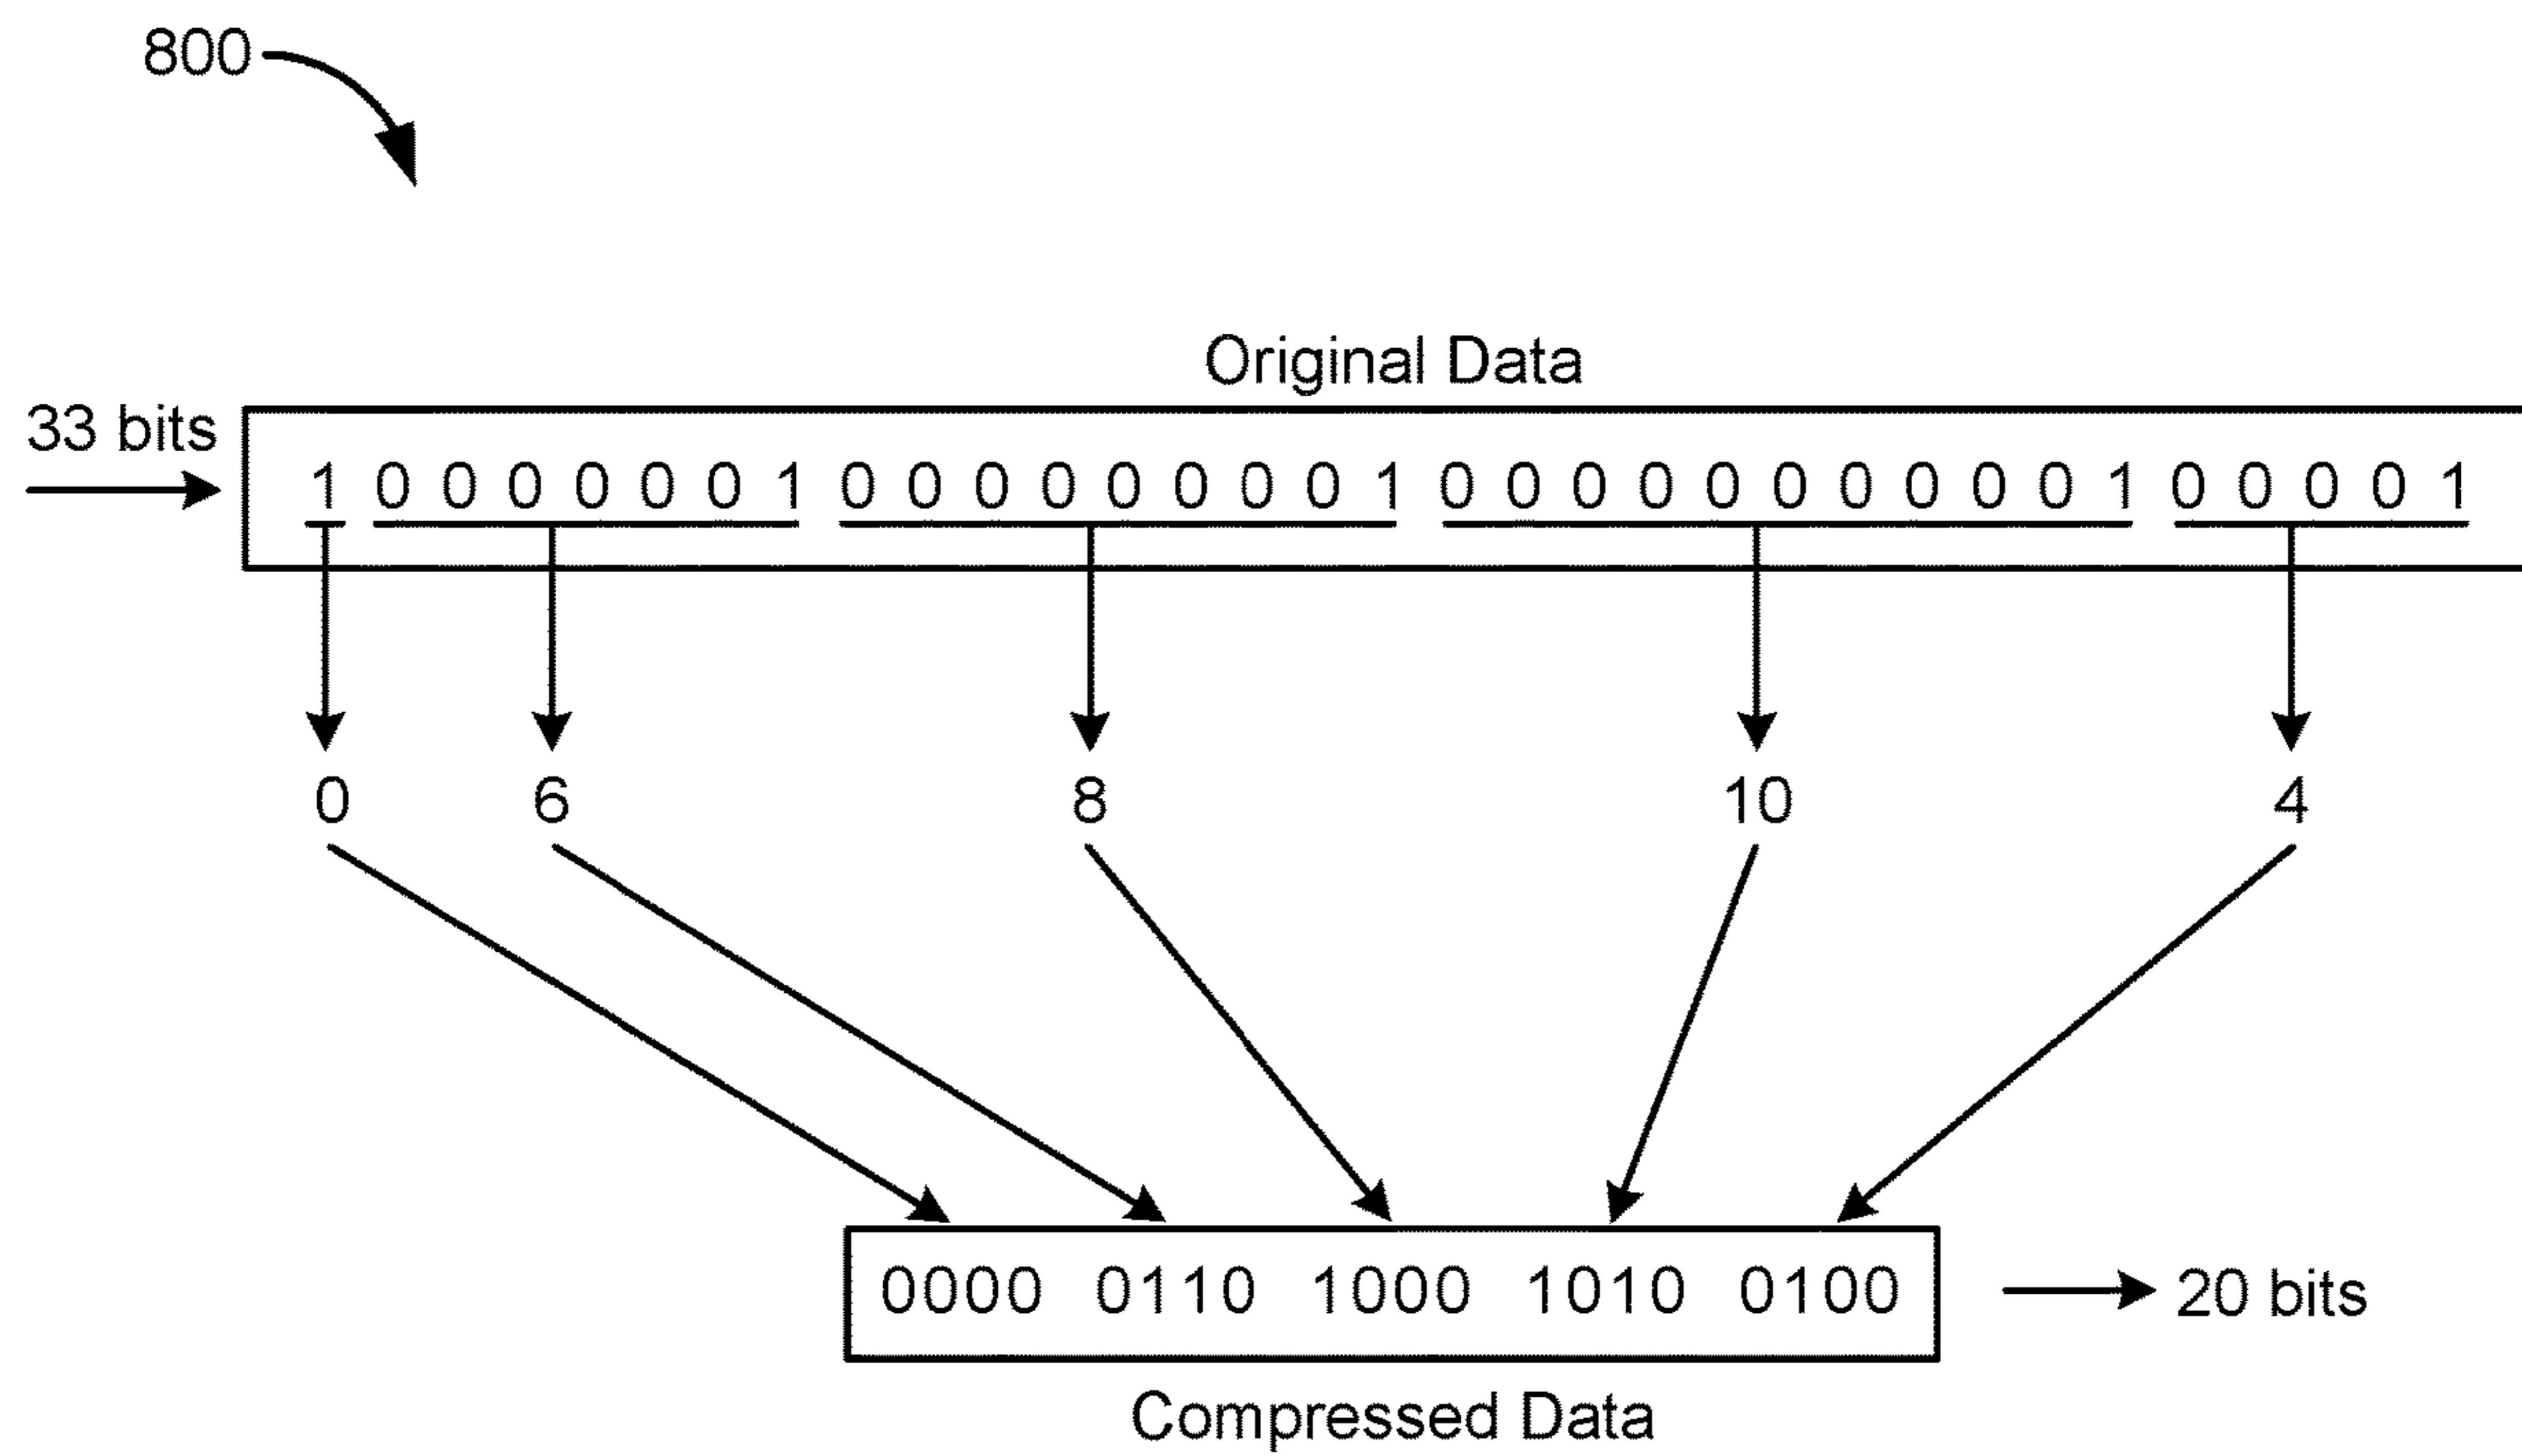 800
Original Data
33 bits
1 0 0 0 0 0 0 1 0 0 0 0 0 0 0 0 1 0 0 0 0 0 0 0 0 0 0 1 0 0 0 0 1
0 6 8 10 4
0000 0110 1000 1010 0100
20 bits
Compressed Data